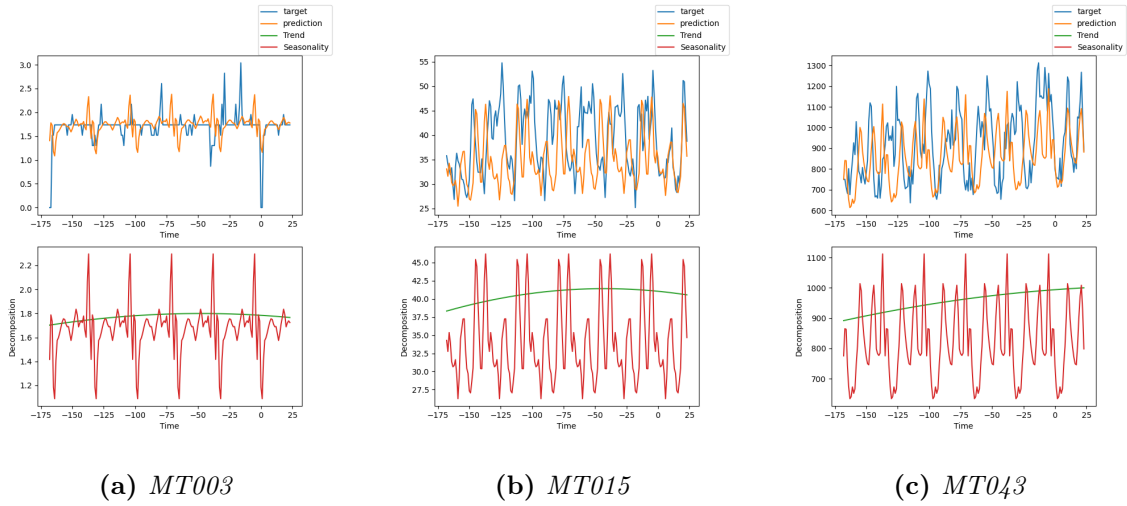 target
prediction
Trend
Seasonality
3.0
2.5
2.0
1.5
1.0
0.5
0.0
−175 −150 −125 −100 −75 −50 −25 0 25
Time
Decomposition
2.2
2.0
1.8
1.6
1.4
1.2
−175 −150 −125 −100 −75 −50 −25 0 25
Time
(a) MT003
target
prediction
Trend
Seasonality
55
50
45
40
35
30
25
−175 −150 −125 −100 −75 −50 −25 0 25
Time
Decomposition
45.0
42.5
40.0
37.5
35.0
32.5
30.0
27.5
−175 −150 −125 −100 −75 −50 −25 0 25
Time
(b) MT015
target
prediction
Trend
Seasonality
1300
1200
1100
1000
900
800
700
600
−175 −150 −125 −100 −75 −50 −25 0 25
Time
Decomposition
1100
1000
900
800
700
−175 −150 −125 −100 −75 −50 −25 0 25
Time
(c) MT043